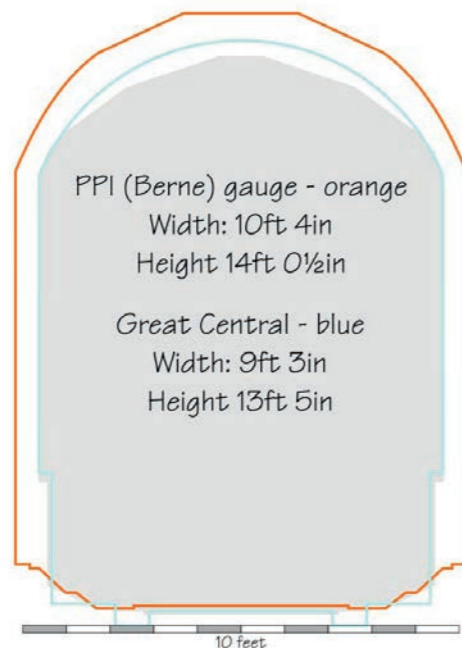 PPI (Berne) gauge - orange
Width: 10ft 4in
Height 14ft 0½in
Great Central - blue
Width: 9ft 3in
Height 13ft 5in
10 feet